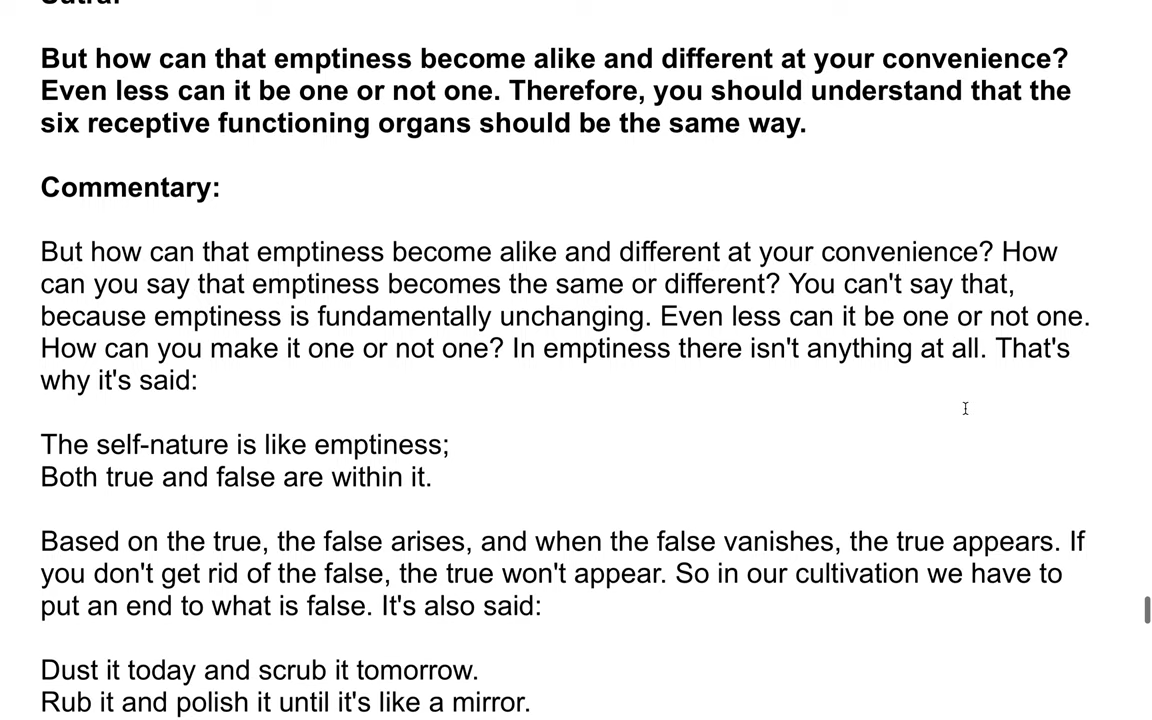 Sutra:
But how can that emptiness become alike and different at your convenience?
Even less can it be one or not one. Therefore, you should understand that the
six receptive functioning organs should be the same way.
Commentary:
But how can that emptiness become alike and different at your convenience? How
can you say that emptiness becomes the same or different? You can't say that,
because emptiness is fundamentally unchanging. Even less can it be one or not one.
How can you make it one or not one? In emptiness there isn't anything at all. That's
why it's said:
The self-nature is like emptiness;
Both true and false are within it.
Based on the true, the false arises, and when the false vanishes, the true appears. If
you don't get rid of the false, the true won't appear. So in our cultivation we have to
put an end to what is false. It's also said:
Dust it today and scrub it tomorrow.
Rub it and polish it until it's like a mirror.